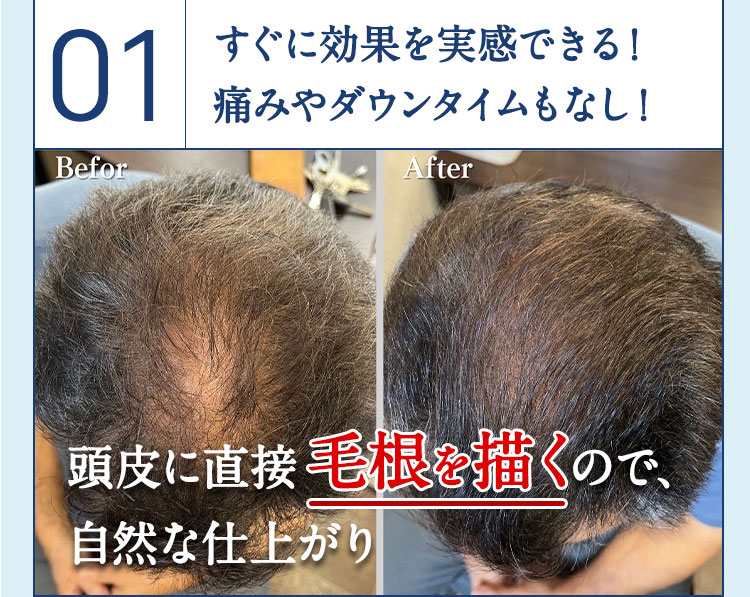 01
すぐに効果を実感できる！
痛みやダウンタイムもなし！
Befor
After
頭皮に直接毛根を描くので、
自然な仕上がり